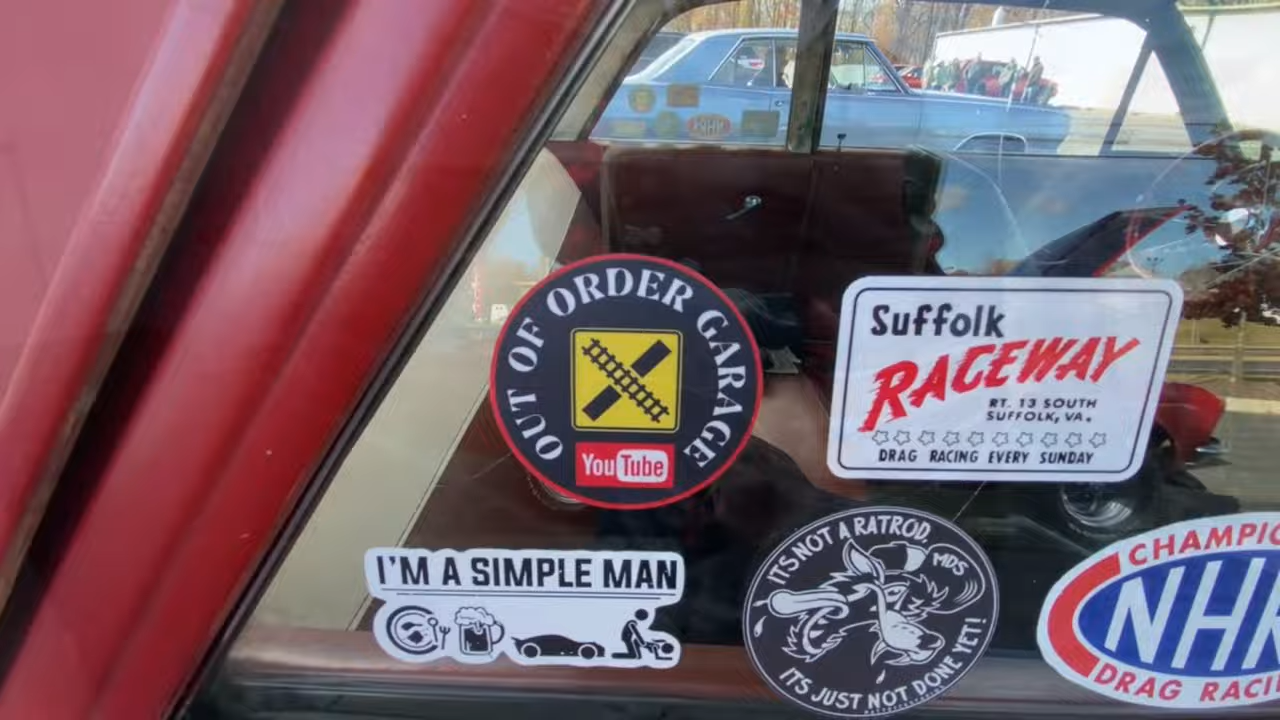 OUT OF ORDER GARAGE
YouTube
Suffolk
RACEWAY
RT. 13 SOUTH
SUFFOLK, VA.
DRAG RACING EVERY SUNDAY
I'M A SIMPLE MAN
ITS NOT A RATROD,
MDS
ITS JUST NOT DONE YET!
CHAMPIO
NHR
DRAG RACI
NHR